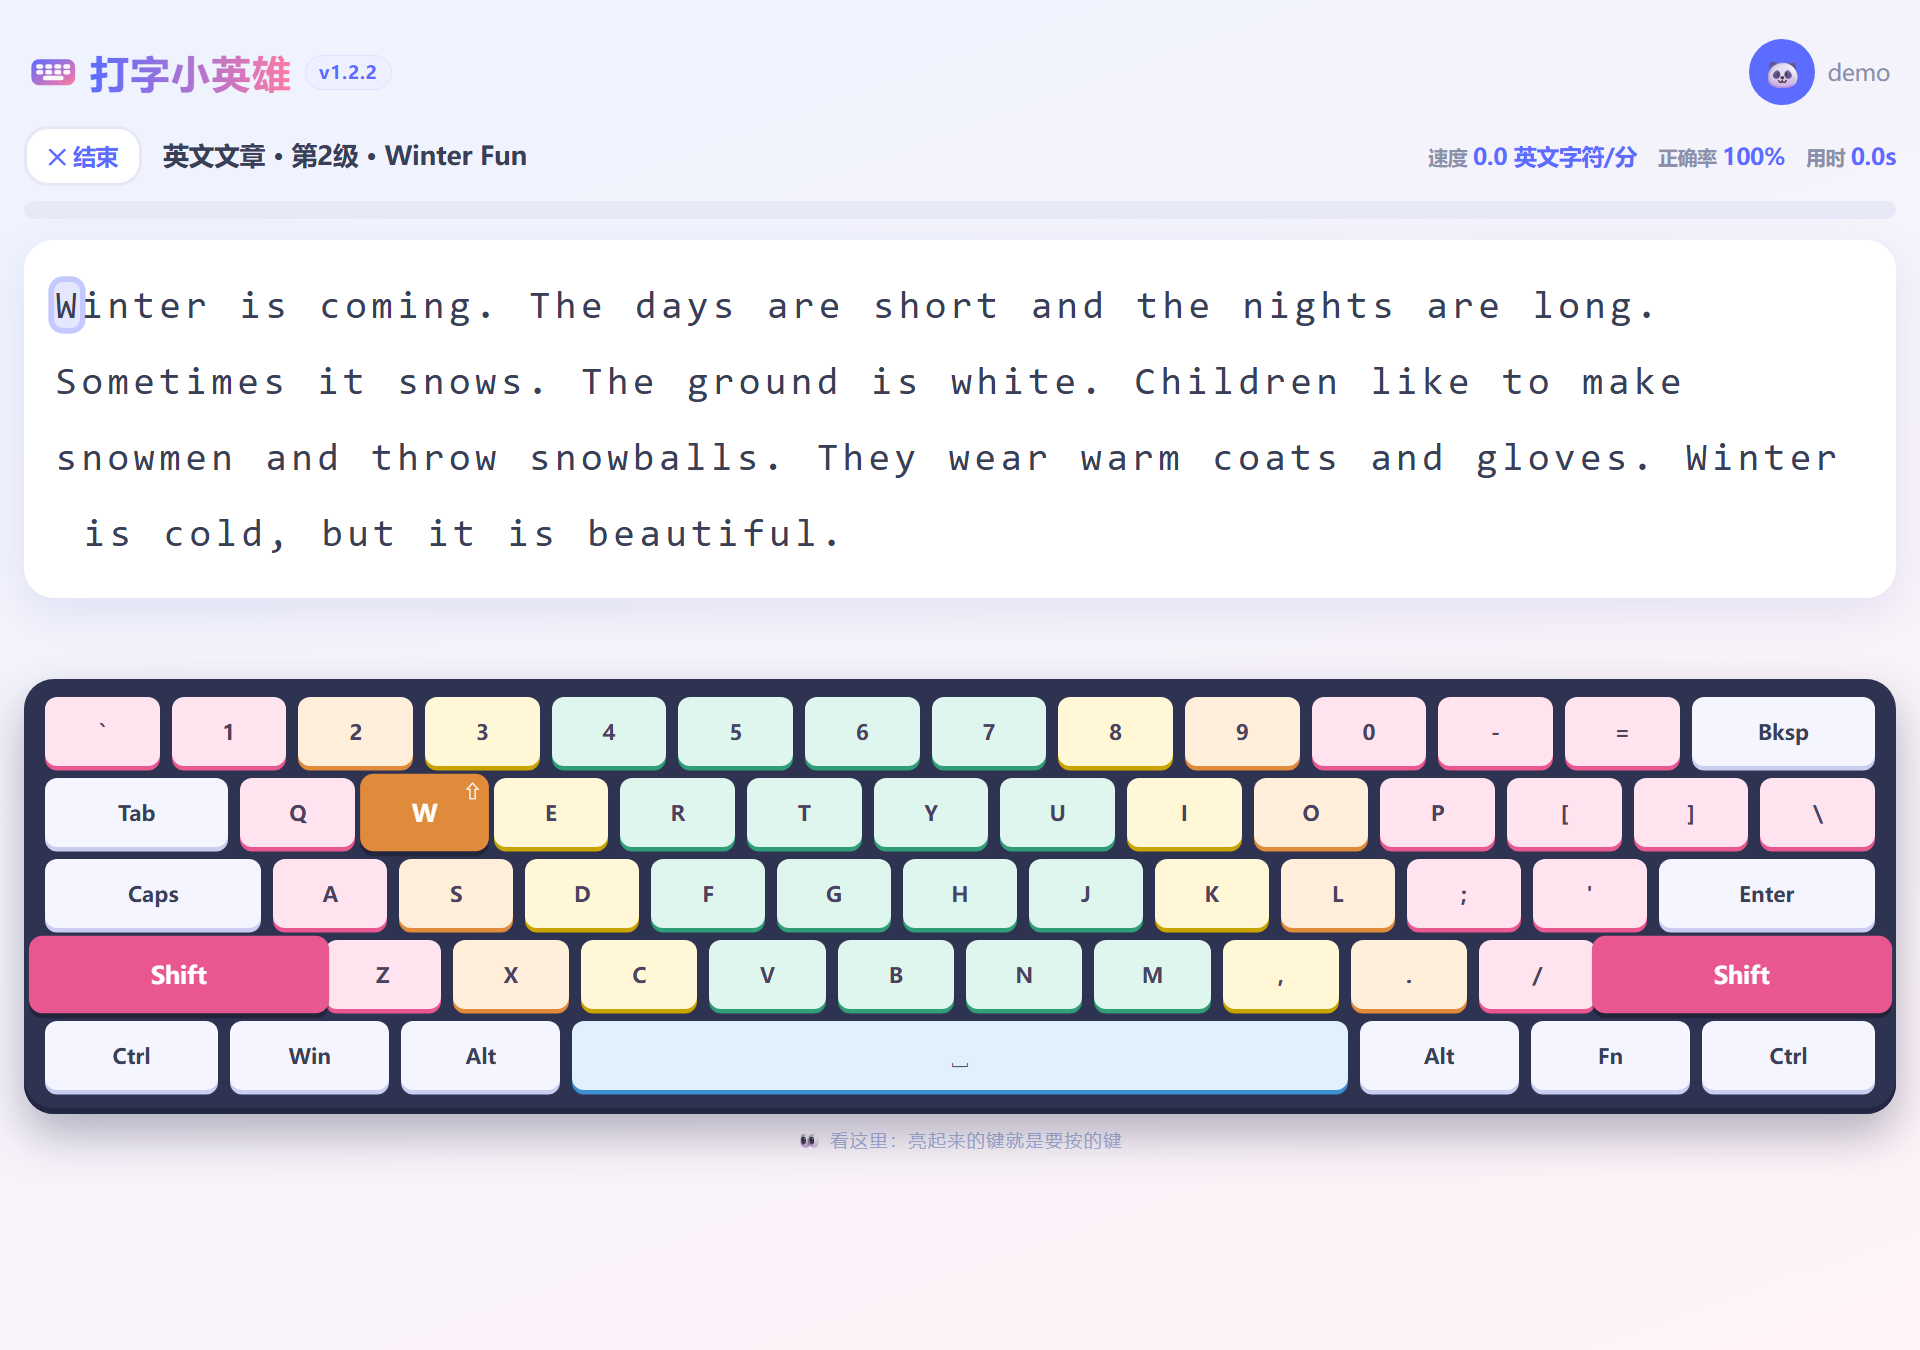 打字小英雄 v1.2.2
demo
结束 英文文章 • 第2级 • Winter Fun
速度 0.0 英文字符/分 正确率 100% 用时 0.0s
Winter is coming. The days are short and the nights are long.
Sometimes it snows. The ground is white. Children like to make
snowmen and throw snowballs. They wear warm coats and gloves. Winter
is cold, but it is beautiful.
` 1 2 3 4 5 6 7 8 9 0 - = Bksp
Tab Q W ⇧ E R T Y U I O P [ ] \
Caps A S D F G H J K L ; ' Enter
Shift Z X C V B N M , . / Shift
Ctrl Win Alt ⎵ Alt Fn Ctrl
👀 看这里：亮起来的键就是要按的键